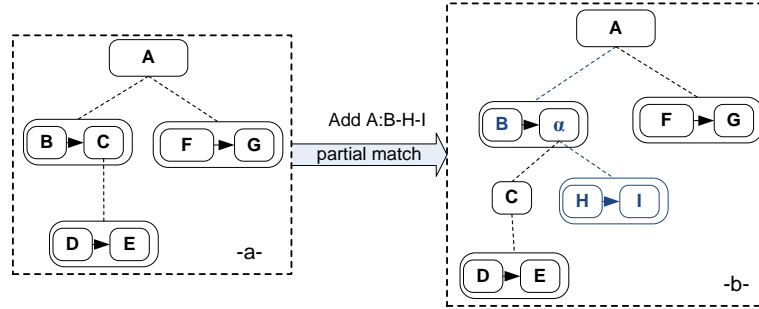 A
B C
F G
D E
-a-
Add A:B-H-I
partial match
A
B α
F G
C
H I
D E
-b-